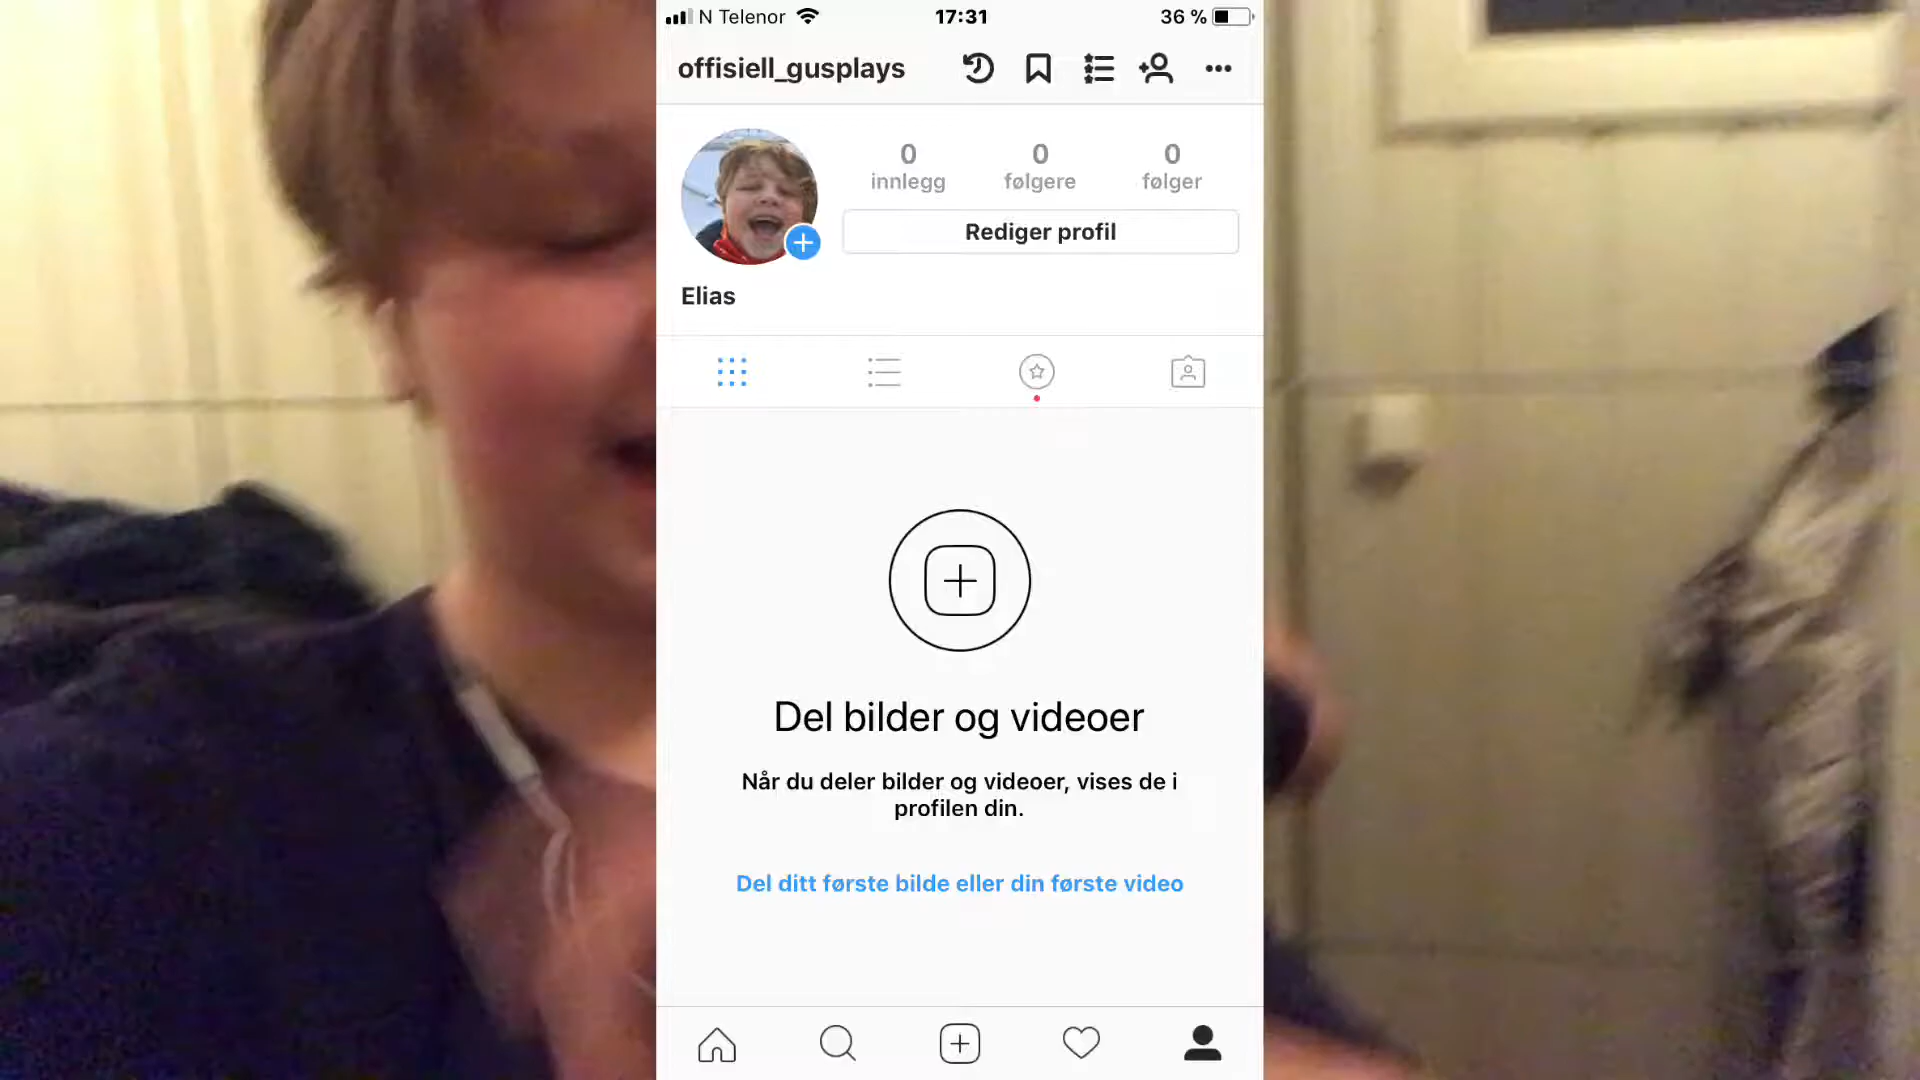 N Telenor 17:31 36 %
offisiell_gusplays
0 0 0
innlegg følgere følger
Rediger profil
Elias
Del bilder og videoer
Når du deler bilder og videoer, vises de i
profilen din.
Del ditt første bilde eller din første video